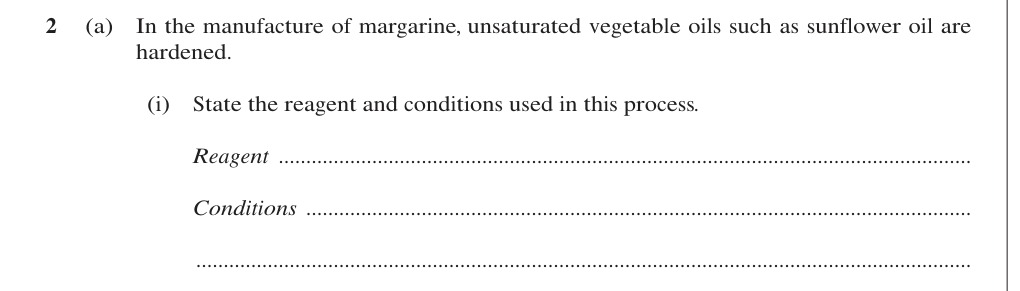 2 (a) In the manufacture of margarine, unsaturated vegetable oils such as sunflower oil are
hardened.
(i) State the reagent and conditions used in this process.
Reagent ..............................................................................................................................
Conditions .........................................................................................................................
.............................................................................................................................................